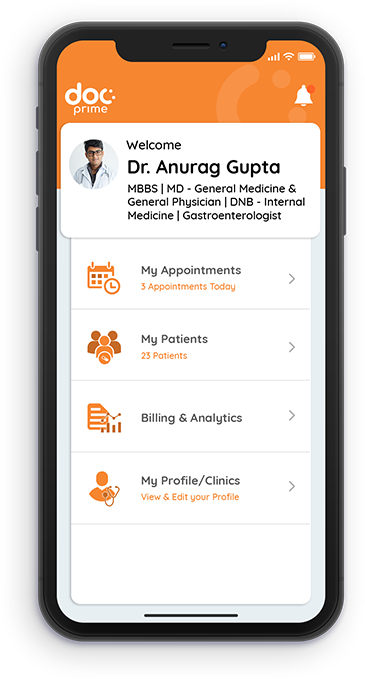 doc
prime
Welcome
Dr. Anurag Gupta
MBBS | MD - General Medicine &
General Physician | DNB - Internal
Medicine | Gastroenterologist
My Appointments
3 Appointments Today
My Patients
23 Patients
Billing & Analytics
My Profile/Clinics
View & Edit your Profile